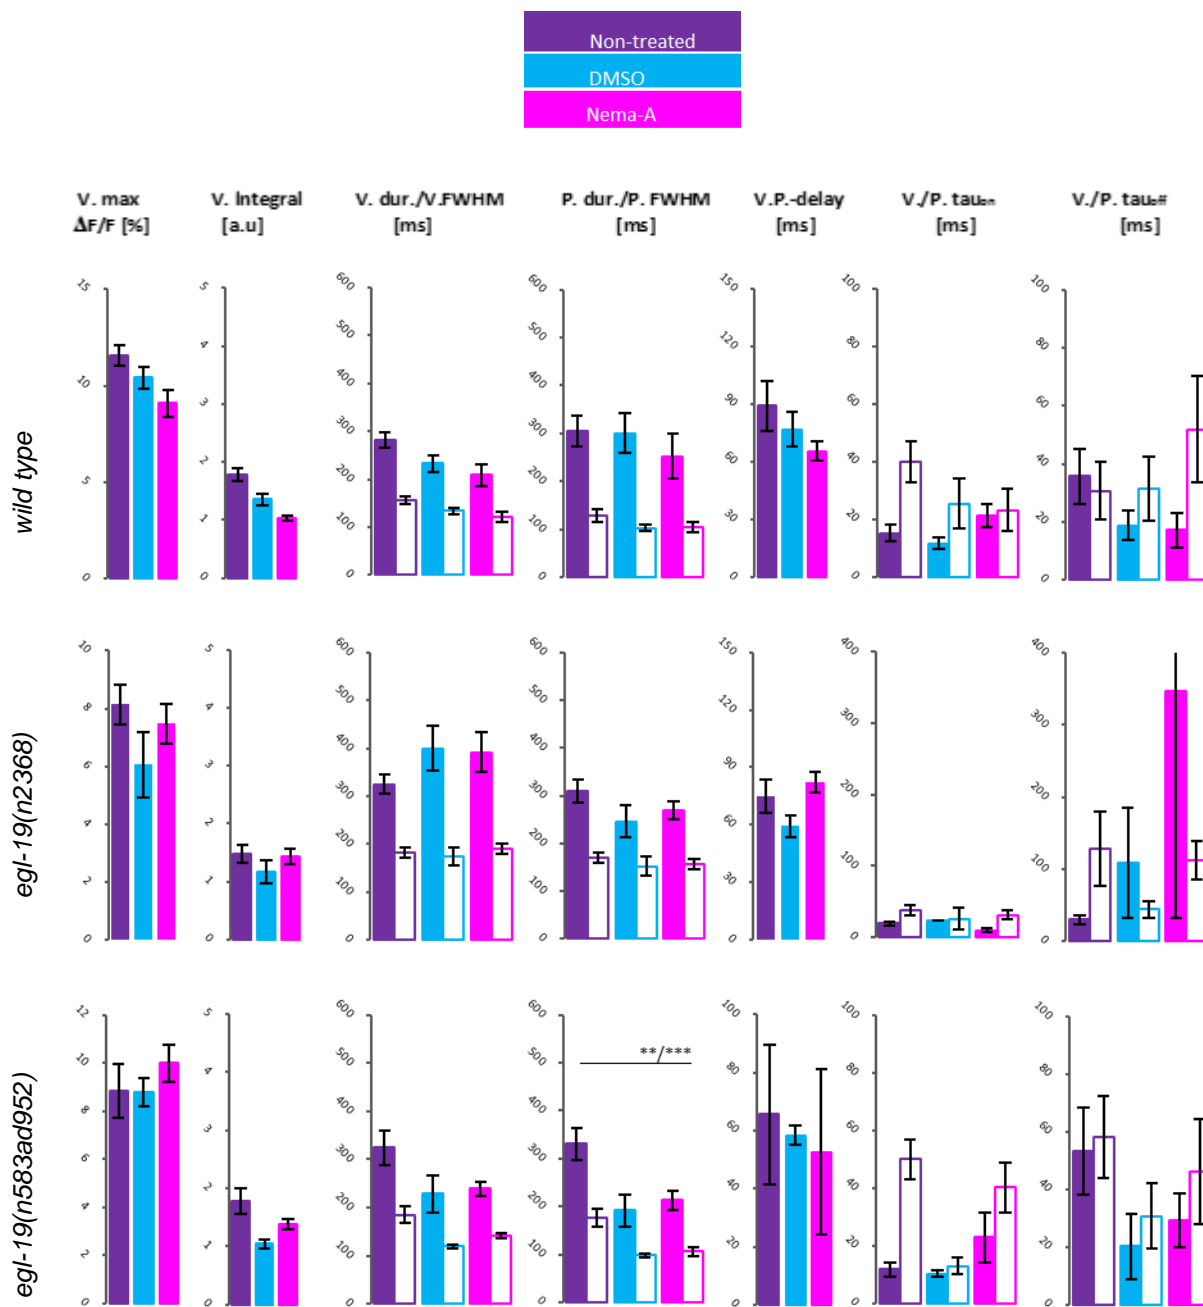 Non-treated
DMSO
Nema-A
V. max V. Integral V. dur./V.FWHM P. dur./P. FWHM V.P.-delay V./P. tauon V./P. tauoff
ΔF/F [%] [a.u] [ms] [ms] [ms] [ms] [ms]
wild type
15 10 5 0
5 4 3 2 1 0
600 500 400 300 200 100 0
600 500 400 300 200 100 0
150 120 90 60 30 0
100 80 60 40 20 0
100 80 60 40 20 0
egl-19(n2368)
10 8 6 4 2 0
5 4 3 2 1 0
600 500 400 300 200 100 0
600 500 400 300 200 100 0
150 120 90 60 30 0
400 300 200 100 0
400 300 200 100 0
egl-19(n583ad952)
12 10 8 6 4 2 0
5 4 3 2 1 0
600 500 400 300 200 100 0
600 500 400 300 200 100 0
**/***
100 80 60 40 20 0
100 80 60 40 20 0
100 80 60 40 20 0